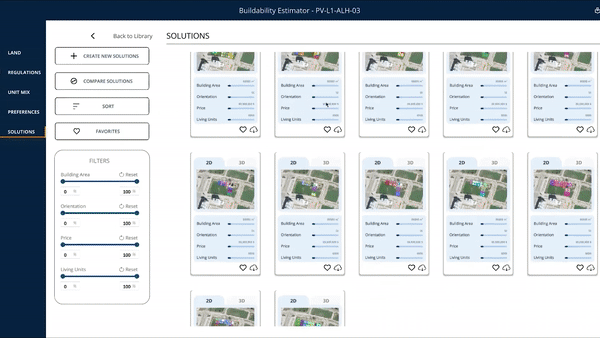 Buildability Estimator - PV-L1-ALH-03
LAND
REGULATIONS
UNIT MIX
PREFERENCES
SOLUTIONS
Back to Library
CREATE NEW SOLUTIONS
COMPARE SOLUTIONS
SORT
FAVORITES
FILTERS
Building Area Reset
0 100
Orientation Reset
0 100
Price Reset
0 100
Living Units Reset
0 100
SOLUTIONS
Building Area Building Area Building Area Building Area Building Area
Orientation Orientation Orientation Orientation Orientation
Price Price Price Price Price
Living Units Living Units Living Units Living Units Living Units
2D 3D 2D 3D 2D 3D 2D 3D 2D 3D
Building Area Building Area Building Area Building Area Building Area
Orientation Orientation Orientation Orientation Orientation
Price Price Price Price Price
Living Units Living Units Living Units Living Units Living Units
2D 3D 2D 3D